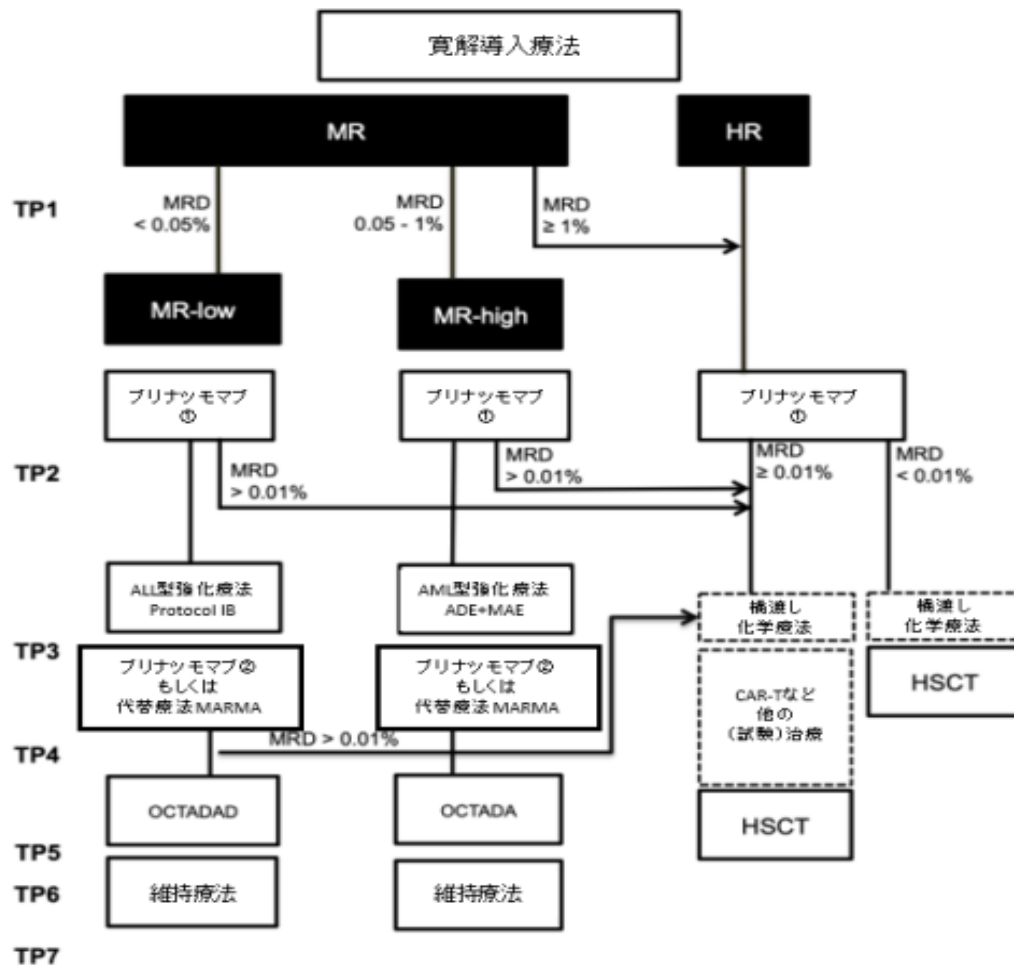 寛解導入療法
MR
HR
TP1
MRD
< 0.05%
MRD
0.05 - 1%
MRD
≥ 1%
MR-low
MR-high
ブリナツモマブ
①
ブリナツモマブ
①
ブリナツモマブ
①
TP2
MRD
> 0.01%
MRD
> 0.01%
MRD
≥ 0.01%
MRD
< 0.01%
ALL型強化療法
Protocol IB
AML型強化療法
ADE+MAE
橋渡し
化学療法
橋渡し
化学療法
TP3
ブリナツモマブ②
もしくは
代替療法MARMA
ブリナツモマブ②
もしくは
代替療法MARMA
CAR-Tなど
他の
(試験)治療
HSCT
TP4
MRD > 0.01%
OCTADAD
OCTADA
HSCT
TP5
TP6
維持療法
維持療法
TP7